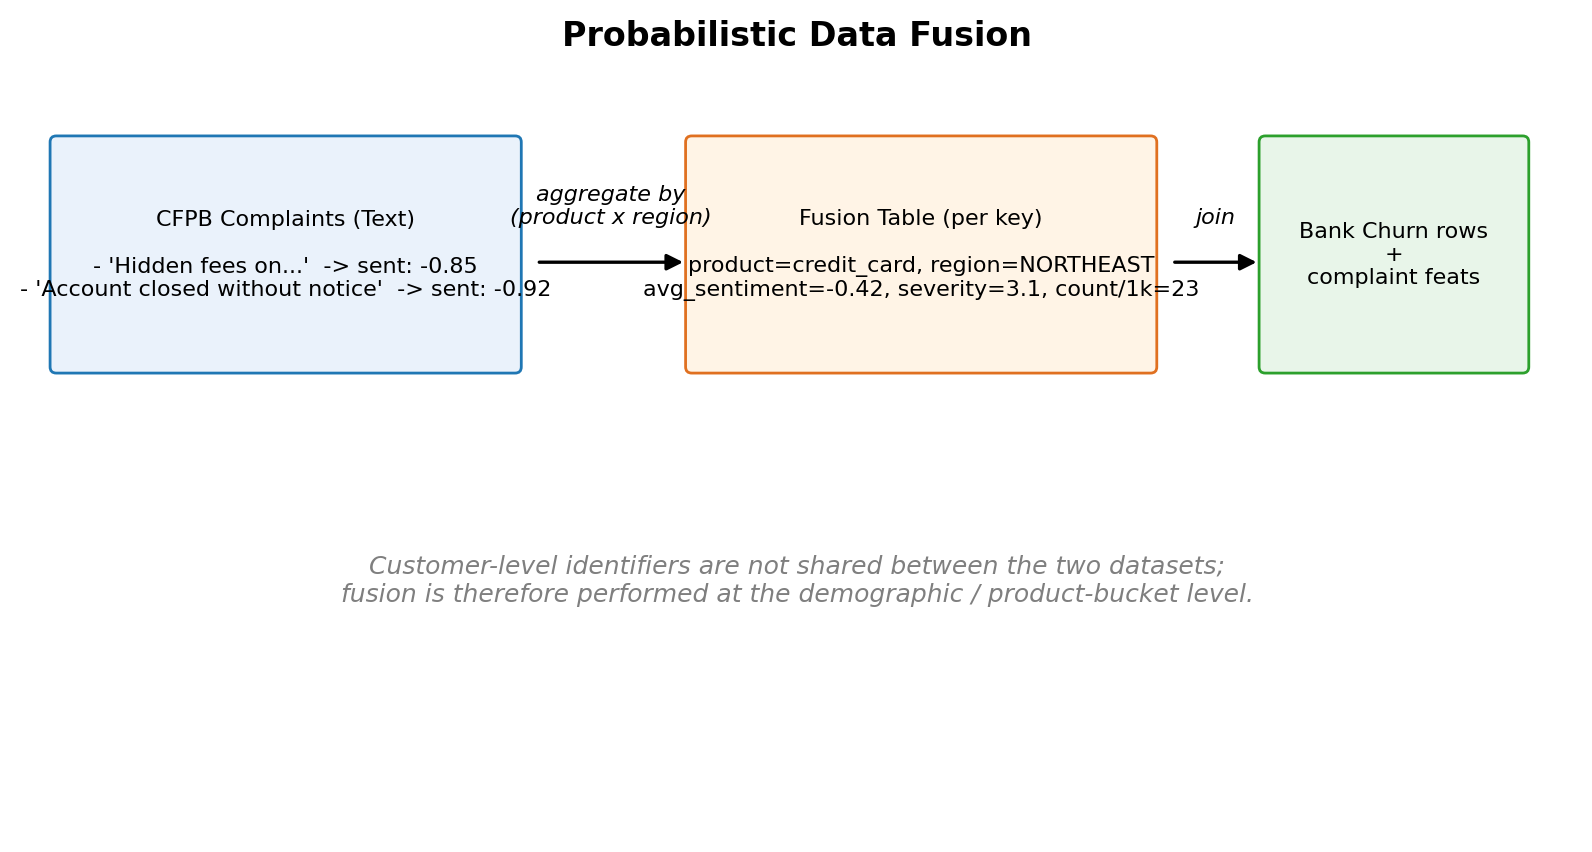 Probabilistic Data Fusion
CFPB Complaints (Text)
- 'Hidden fees on...'  -> sent: -0.85
- 'Account closed without notice'  -> sent: -0.92
aggregate by
(product x region)
Fusion Table (per key)
product=credit_card, region=NORTHEAST
avg_sentiment=-0.42, severity=3.1, count/1k=23
join
Bank Churn rows
+
complaint feats
Customer-level identifiers are not shared between the two datasets;
fusion is therefore performed at the demographic / product-bucket level.